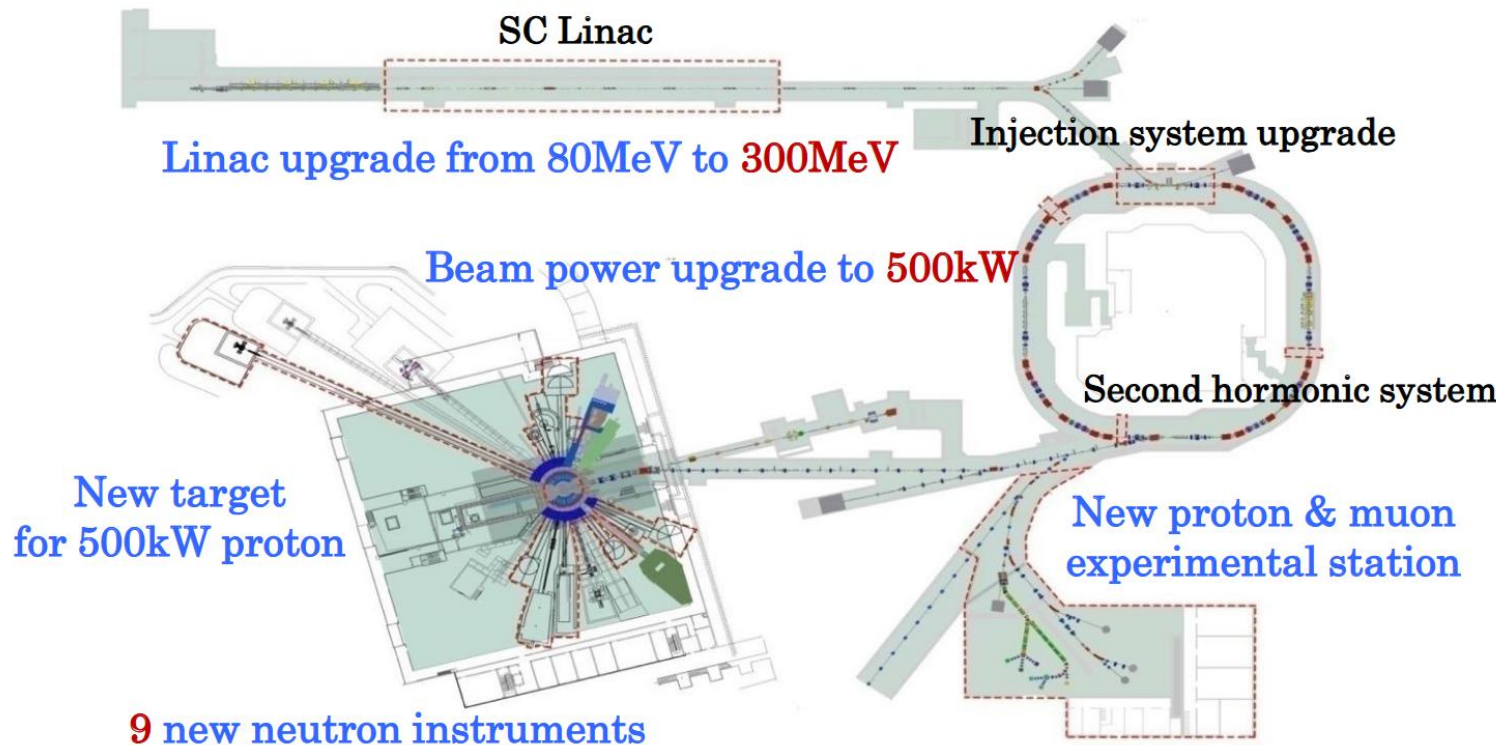 SC Linac
Linac upgrade from 80MeV to 300MeV
Injection system upgrade
Beam power upgrade to 500kW
Second hormonic system
New target
for 500kW proton
New proton & muon
experimental station
9 new neutron instruments